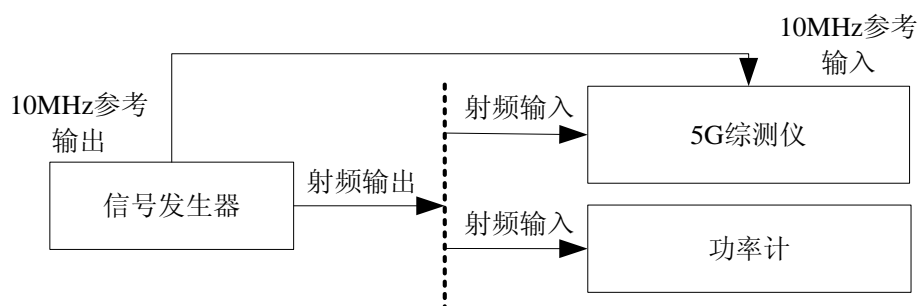 10MHz参考
输入
10MHz参考
输出
射频输入
5G综测仪
信号发生器
射频输出
射频输入
功率计